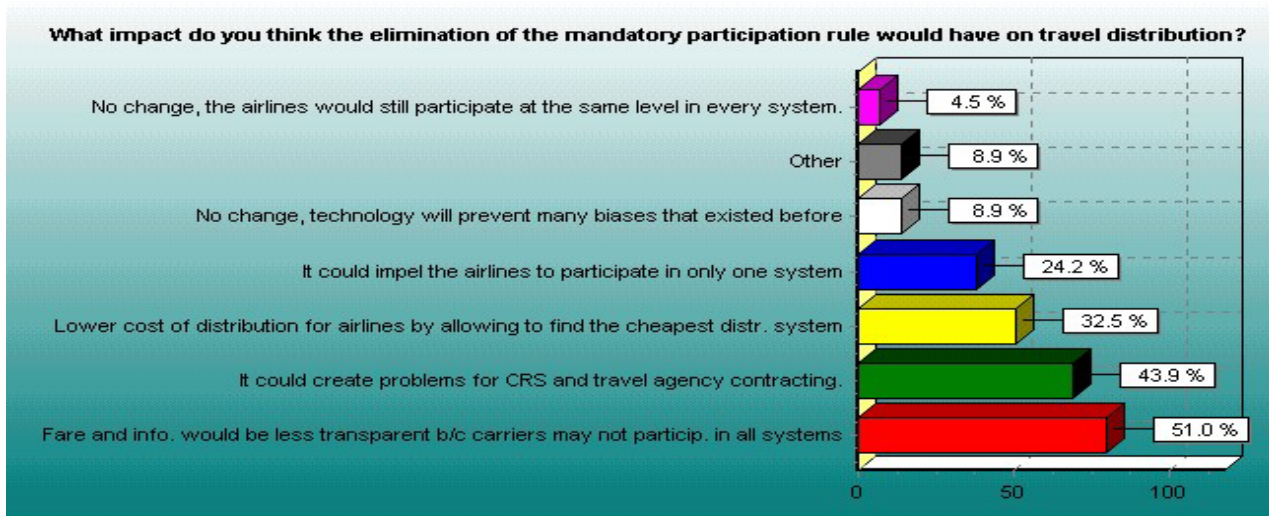 What impact do you think the elimination of the mandatory participation rule would have on travel distribution?
No change, the airlines would still participate at the same level in every system.
4.5 %
Other
8.9 %
No change, technology will prevent many biases that existed before
8.9 %
It could impel the airlines to participate in only one system
24.2 %
Lower cost of distribution for airlines by allowing to find the cheapest distr. system
32.5 %
It could create problems for CRS and travel agency contracting.
43.9 %
Fare and info. would be less transparent b/c carriers may not particip. in all systems
51.0 %
0 50 100